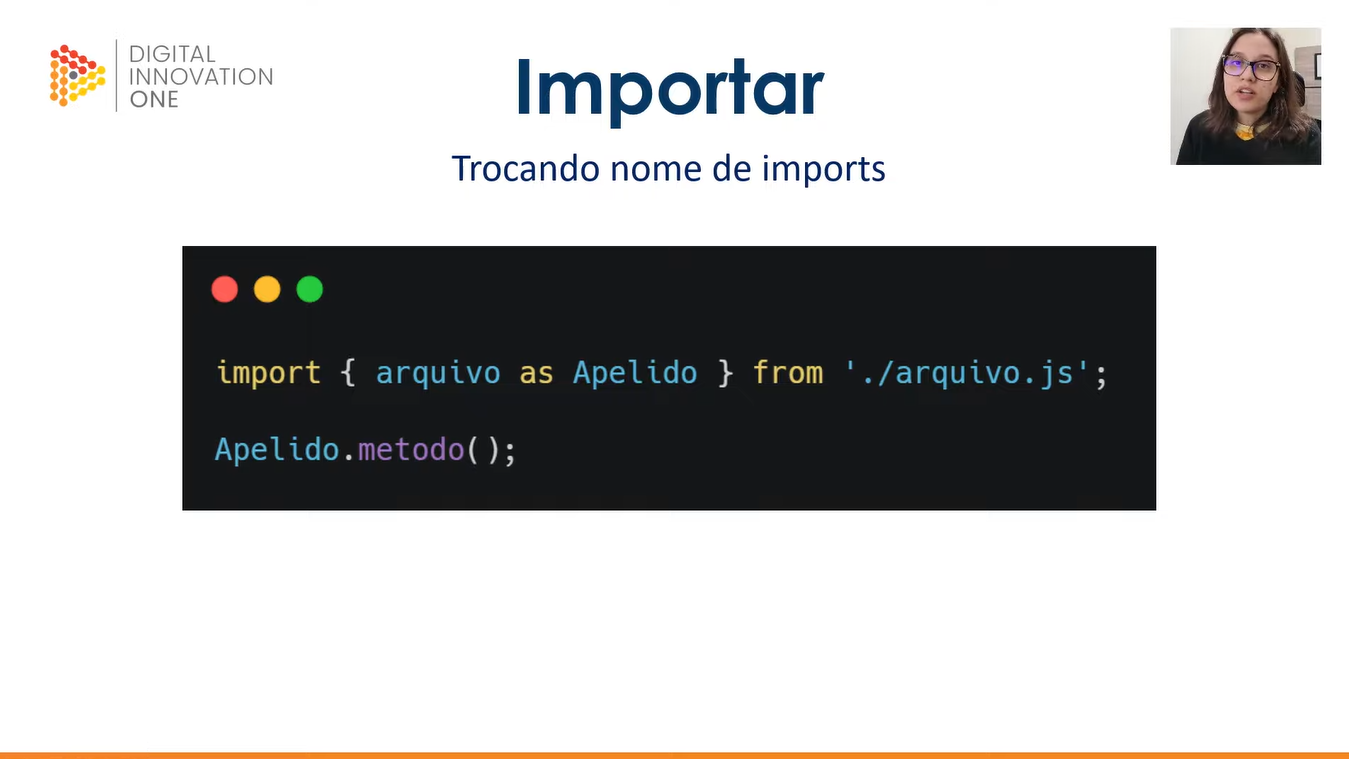 DIGITAL
INNOVATION
ONE
Importar
Trocando nome de imports
import { arquivo as Apelido } from './arquivo.js';
Apelido.metodo();